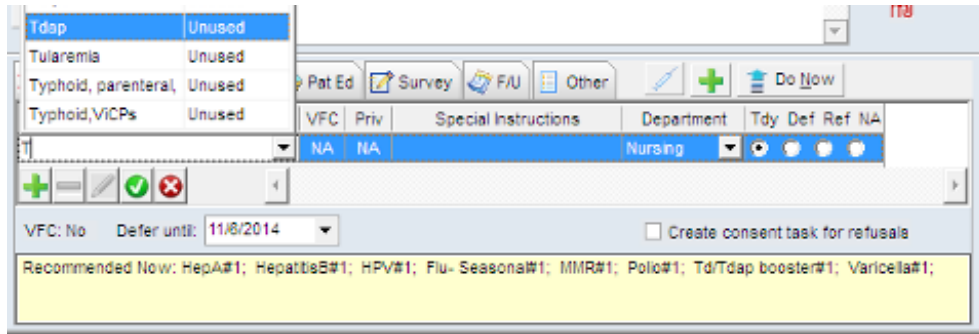 Tdap Unused
Tularemia Unused
Typhoid, parenteral, Unused
Typhoid,ViCPs Unused
Pat Ed Survey F/U Other Do Now
VFC Priv Special Instructions Department Tdy Def Ref NA
T NA NA Nursing
VFC: No Defer until: 11/6/2014 Create consent task for refusals
Recommended Now: HepA#1; HepatitisB#1; HPV#1; Flu- Seasonal#1; MMR#1; Polio#1; Td/Tdap booster#1; Varicella#1;